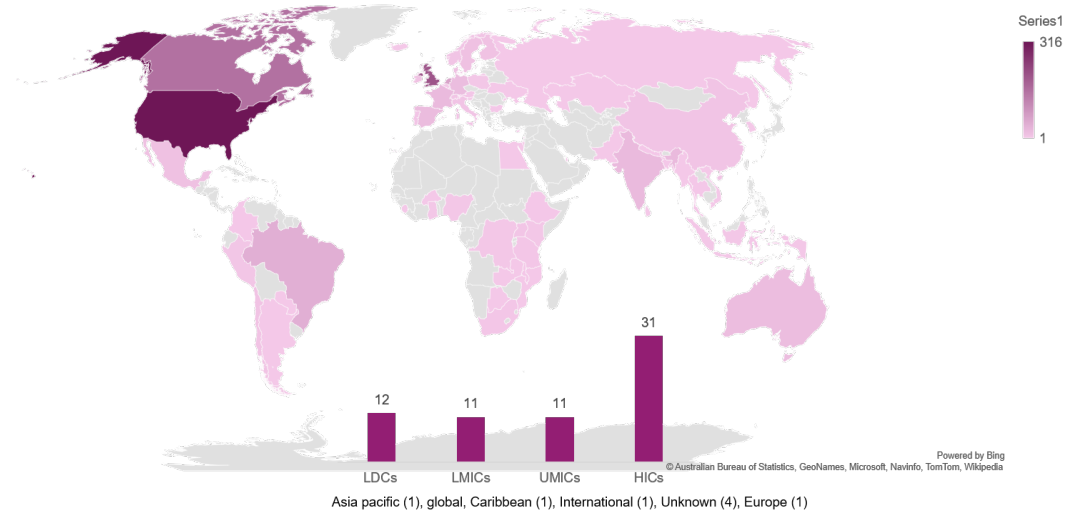 Series1
316
1
31
12
11
11
LDCs
LMICs
UMICs
HICs
Powered by Bing
© Australian Bureau of Statistics, GeoNames, Microsoft, Navinfo, TomTom, Wikipedia
Asia pacific (1), global, Caribbean (1), International (1), Unknown (4), Europe (1)